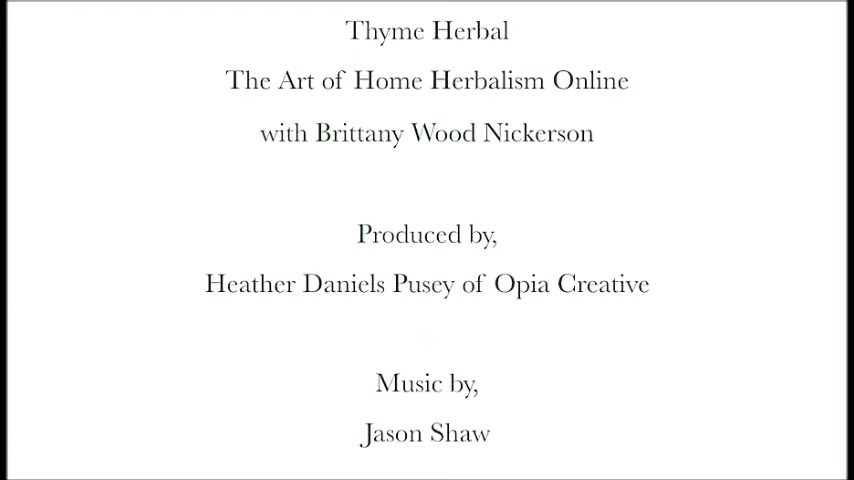 Thyme Herbal
The Art of Home Herbalism Online
with Brittany Wood Nickerson
Produced by,
Heather Daniels Pusey of Opia Creative
Music by,
Jason Shaw